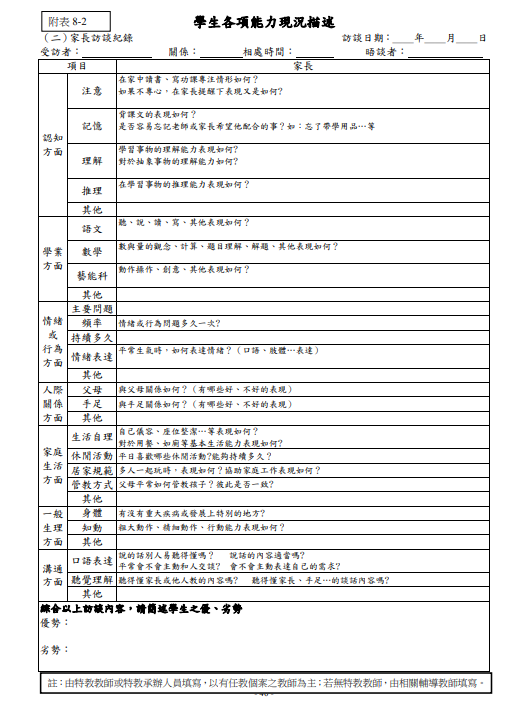 附表 8-2
學生各項能力現況描述
（二）家長訪談紀錄
訪談日期：____年____月____日
受訪者： 關係： 相處時間： 晤談者：
項目 家長
認知方面
注意
在家中讀書、寫功課專注情形如何？
如果不專心，在家長提醒下表現又是如何?
記憶
背課文的表現如何？
是否容易忘記老師或家長希望他配合的事？如：忘了帶學用品…等
理解
學習事物的理解能力表現如何?
對於抽象事物的理解能力如何?
推理
在學習事物的推理能力表現如何？
其他
學業方面
語文
聽、說、讀、寫、其他表現如何？
數學
數與量的觀念、計算、題目理解、解題、其他表現如何？
藝能科
動作操作、創意、其他表現如何？
其他
情緒或行為方面
主要問題
頻率
情緒或行為問題多久一次?
持續多久
情緒表達
平常生氣時，如何表達情緒？（口語、肢體…表達）
其他
人際關係方面
父母
與父母關係如何？（有哪些好、不好的表現）
手足
與手足關係如何？（有哪些好、不好的表現）
其他
家庭生活方面
生活自理
自己儀容、座位整潔…等表現如何?
對於用餐、如廁等基本生活能力表現如何?
休閒活動
平日喜歡哪些休閒活動?能夠持續多久？
居家規範
多人一起玩時，表現如何？協助家庭工作表現如何？
管教方式
父母平常如何管教孩子？彼此是否一致?
其他
一般生理方面
身體
有沒有重大疾病或發展上特別的地方?
知動
粗大動作、精細動作、行動能力表現如何？
其他
溝通方面
口語表達
說的話別人易聽得懂嗎？ 說話的內容適當嗎?
平常會不會主動和人交談？ 會不會主動表達自己的需求?
聽覺理解
聽得懂家長或他人教的內容嗎? 聽得懂家長、手足…的談話內容嗎?
其他
綜合以上訪談內容，請簡述學生之優、劣勢
優勢：
劣勢：
註：由特教教師或特教承辦人員填寫，以有任教個案之教師為主；若無特教教師，由相關輔導教師填寫。